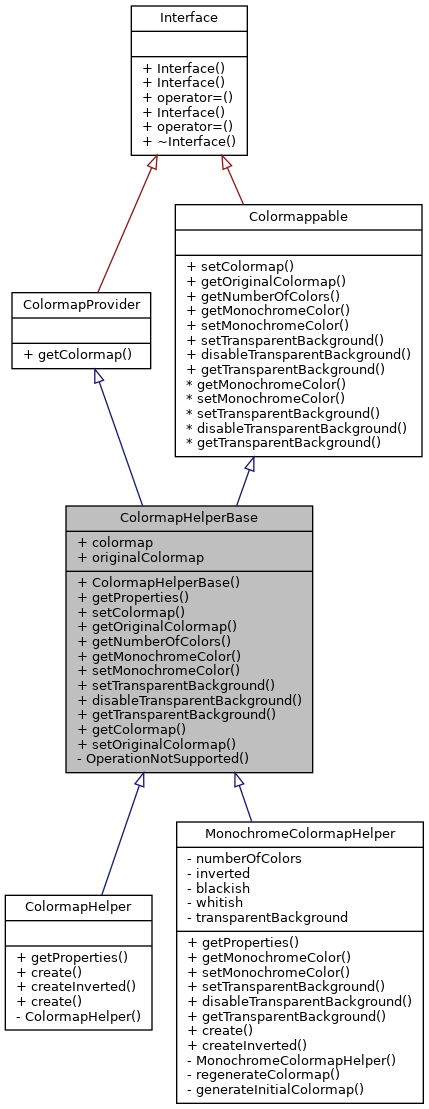 Interface
+ Interface()
+ Interface()
+ operator=()
+ Interface()
+ operator=()
+ ~Interface()
Colormappable
+ setColormap()
+ getOriginalColormap()
+ getNumberOfColors()
+ getMonochromeColor()
+ setMonochromeColor()
+ setTransparentBackground()
+ disableTransparentBackground()
+ getTransparentBackground()
* getMonochromeColor()
* setMonochromeColor()
* setTransparentBackground()
* disableTransparentBackground()
* getTransparentBackground()
ColormapProvider
+ getColormap()
ColormapHelperBase
+ colormap
+ originalColormap
+ ColormapHelperBase()
+ getProperties()
+ setColormap()
+ getOriginalColormap()
+ getNumberOfColors()
+ getMonochromeColor()
+ setMonochromeColor()
+ setTransparentBackground()
+ disableTransparentBackground()
+ getTransparentBackground()
+ getColormap()
+ setOriginalColormap()
- OperationNotSupported()
ColormapHelper
+ getProperties()
+ create()
+ createInverted()
+ create()
- ColormapHelper()
MonochromeColormapHelper
- numberOfColors
- inverted
- blackish
- whitish
- transparentBackground
+ getProperties()
+ getMonochromeColor()
+ setMonochromeColor()
+ setTransparentBackground()
+ disableTransparentBackground()
+ getTransparentBackground()
+ create()
+ createInverted()
- MonochromeColormapHelper()
- regenerateColormap()
- generateInitialColormap()